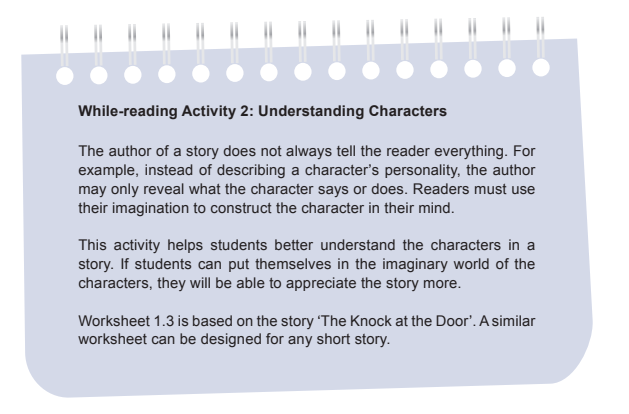 While-reading Activity 2: Understanding Characters
The author of a story does not always tell the reader everything. For
example, instead of describing a character's personality, the author
may only reveal what the character says or does. Readers must use
their imagination to construct the character in their mind.
This activity helps students better understand the characters in a
story. If students can put themselves in the imaginary world of the
characters, they will be able to appreciate the story more.
Worksheet 1.3 is based on the story 'The Knock at the Door'. A similar
worksheet can be designed for any short story.